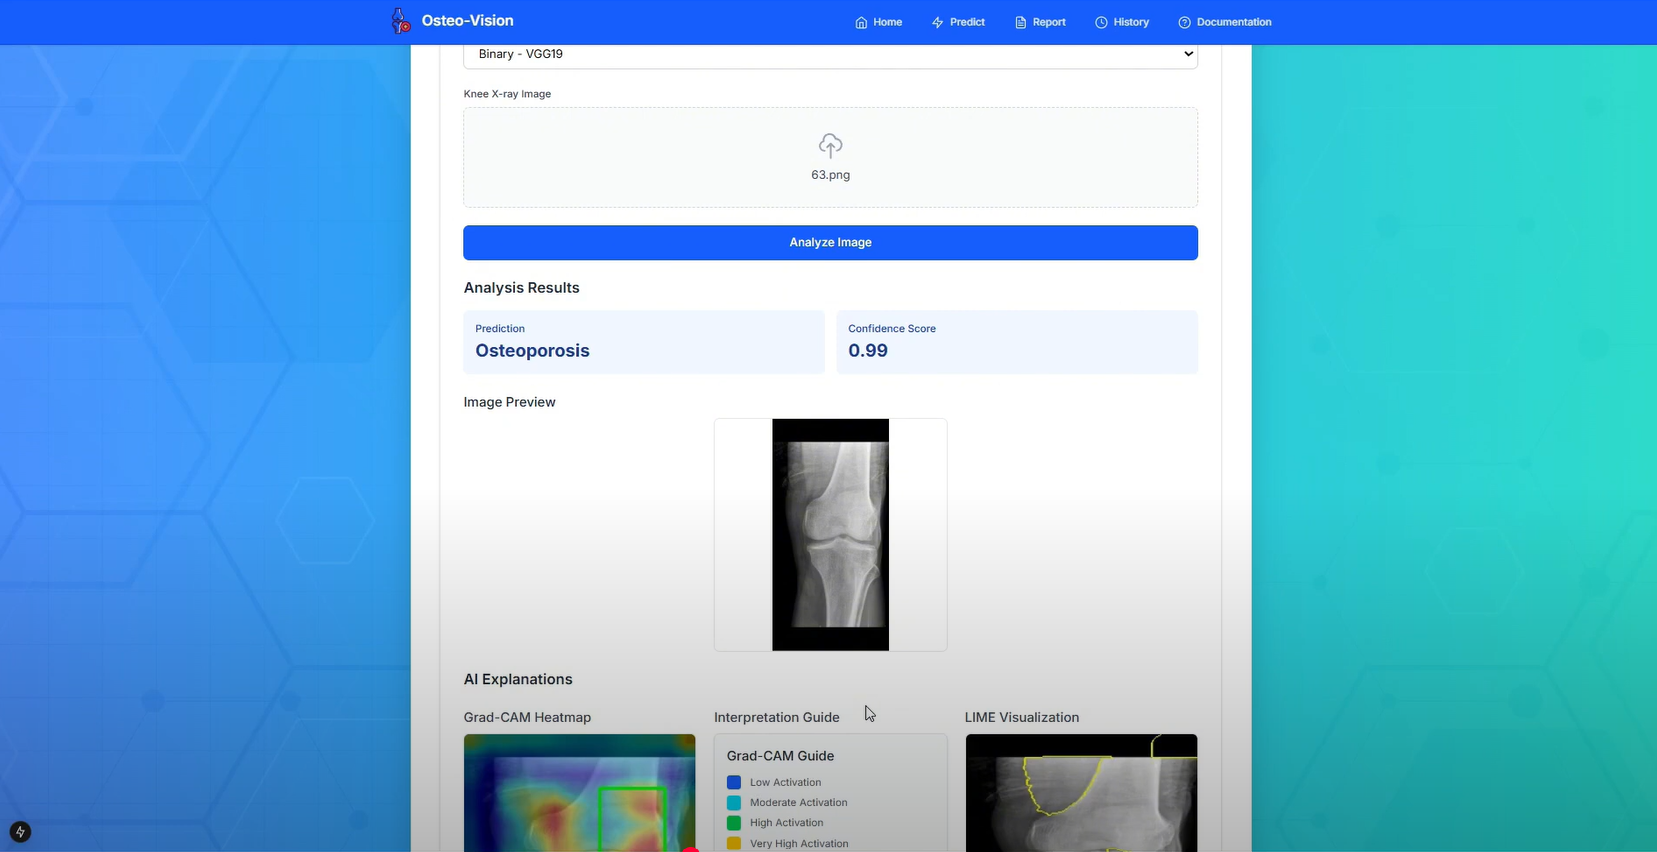 Osteo-Vision
Home
Predict
Report
History
Documentation
Binary - VGG19
Knee X-ray Image
63.png
Analyze Image
Analysis Results
Prediction
Osteoporosis
Confidence Score
0.99
Image Preview
AI Explanations
Grad-CAM Heatmap
Interpretation Guide
LIME Visualization
Grad-CAM Guide
Low Activation
Moderate Activation
High Activation
Very High Activation